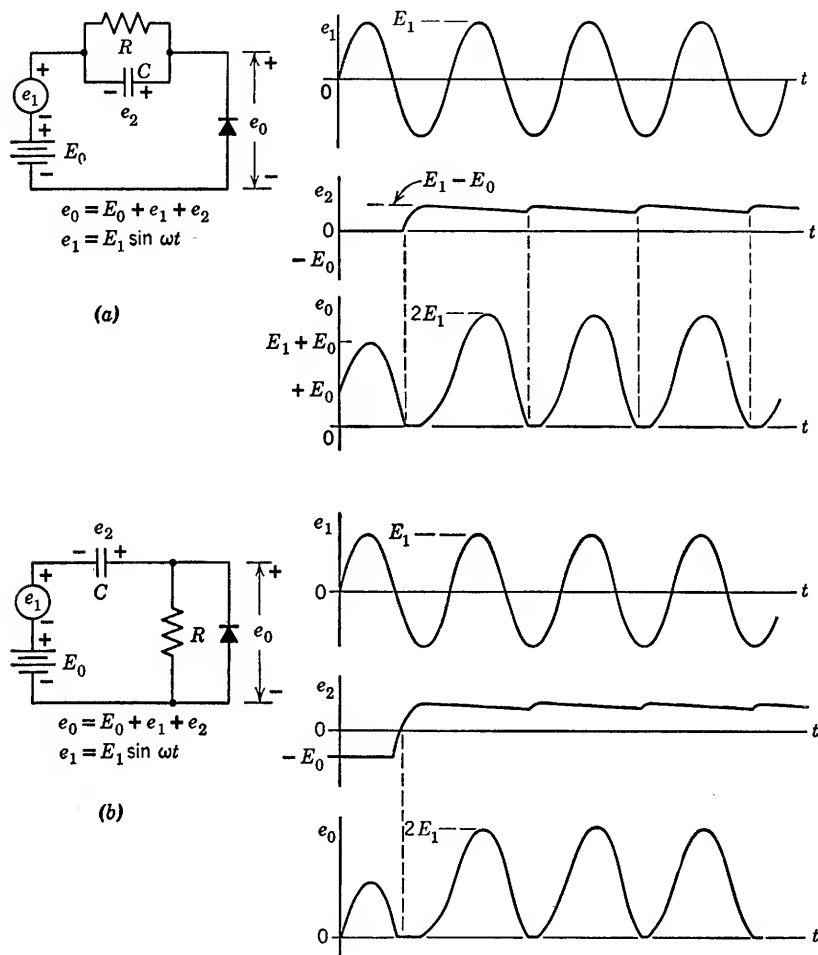 R
C
− +
e₂
+
e₁
−
+
E₀
−
+
e₀
−
e₀ = E₀ + e₁ + e₂
e₁ = E₁ sin ωt
(a)
e₁
E₁
0
t
e₂
E₁ − E₀
0
t
− E₀
e₀
2E₁
E₁ + E₀
+ E₀
0
t
e₂
− +
C
+
e₁
−
+
E₀
−
R
+
e₀
−
e₀ = E₀ + e₁ + e₂
e₁ = E₁ sin ωt
(b)
e₁
E₁
0
t
e₂
0
t
− E₀
e₀
2E₁
0
t